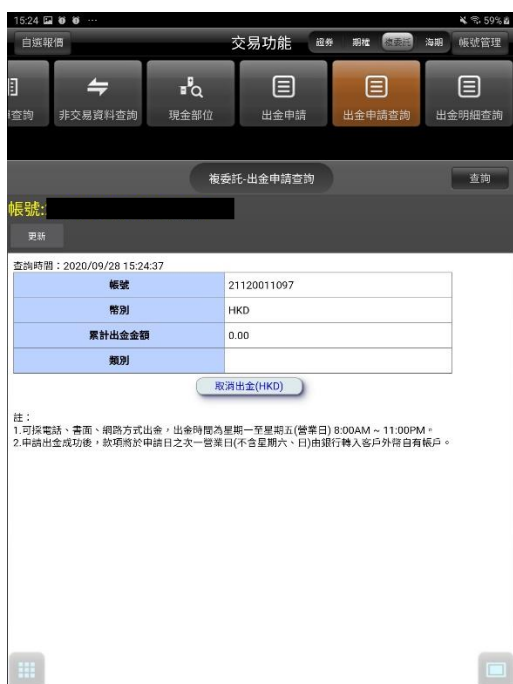 15:24 59%
自選報價 交易功能 證券 期權 複委託 海期 帳號管理
查詢 非交易資料查詢 現金部位 出金申請 出金申請查詢 出金明細查詢
複委託-出金申請查詢 查詢
帳號:
更新
查詢時間：2020/09/28 15:24:37
帳號 21120011097
幣別 HKD
累計出金金額 0.00
類別
取消出金(HKD)
註：
1.可採電話、書面、網路方式出金，出金時間為星期一至星期五(營業日) 8:00AM ~ 11:00PM。
2.申請出金成功後，款項將於申請日之次一營業日(不含星期六、日)由銀行轉入客戶外幣自有帳戶。